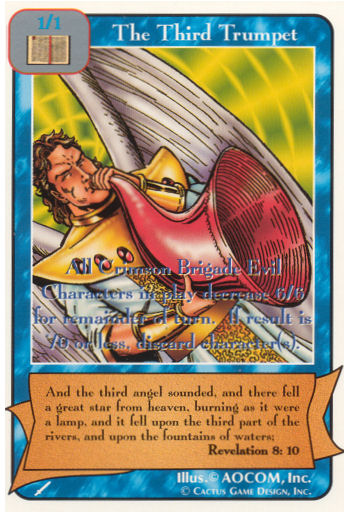 1/1
The Third Trumpet
All Crimson Brigade Evil
Characters in play decrease 6/6
for remainder of turn. If result is
*/0 or less, discard character(s).
And the third angel sounded, and there fell
a great star from heaven, burning as it were
a lamp, and it fell upon the third part of the
rivers, and upon the fountains of waters;
Revelation 8: 10
Illus.© AOCOM, Inc.
© Cactus Game Design, Inc.